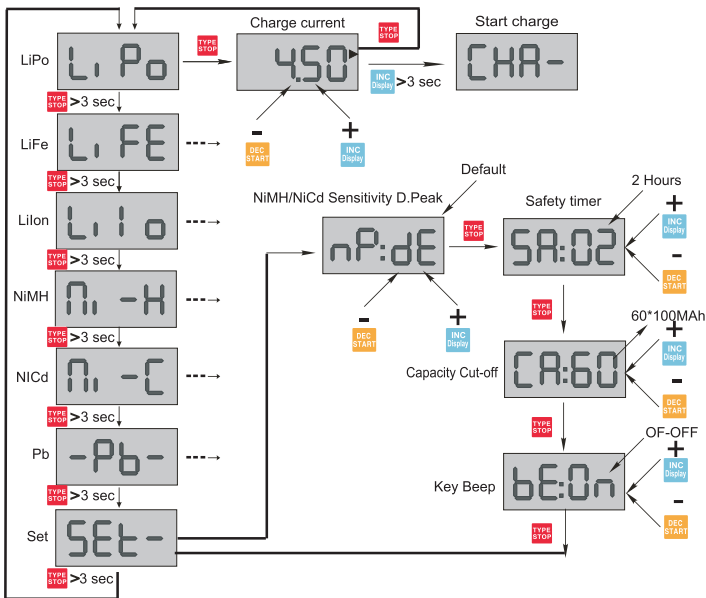 Charge current
Start charge
LiPo
Li Po
TYPE
STOP
4.50
TYPE
STOP
INC
Display
>3 sec
CHA-
TYPE
STOP
>3 sec
-
DEC
START
+
INC
Display
LiFe
Li FE
TYPE
STOP
>3 sec
Default
NiMH/NiCd Sensitivity D.Peak
Safety timer
2 Hours
LiIon
Li Io
nP:dE
TYPE
STOP
SA:02
+
INC
Display
-
DEC
START
TYPE
STOP
>3 sec
NiMH
Ni -H
-
DEC
START
+
INC
Display
TYPE
STOP
60*100MAh
TYPE
STOP
>3 sec
NICd
Ni -C
Capacity Cut-off
CA:60
+
INC
Display
-
DEC
START
TYPE
STOP
>3 sec
TYPE
STOP
OF-OFF
Pb
-Pb-
Key Beep
bE:On
+
INC
Display
-
DEC
START
TYPE
STOP
>3 sec
Set
SEt-
TYPE
STOP
TYPE
STOP
>3 sec